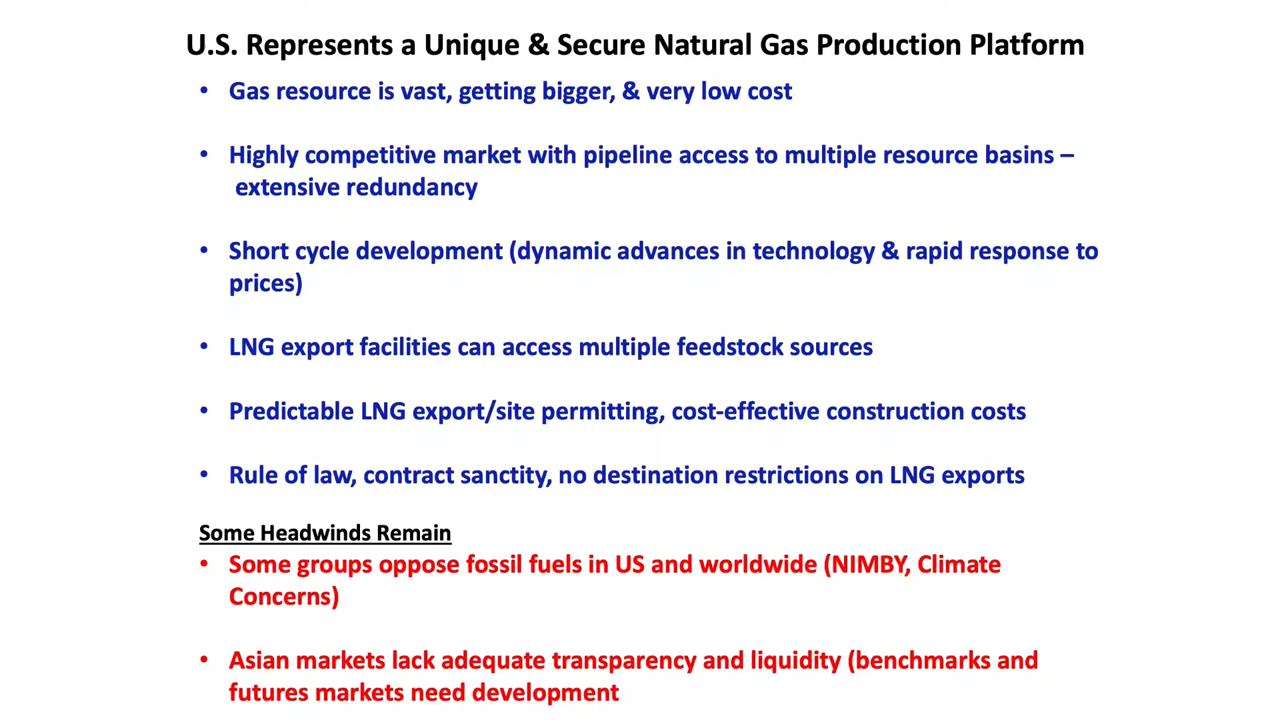 U.S. Represents a Unique & Secure Natural Gas Production Platform
• Gas resource is vast, getting bigger, & very low cost
• Highly competitive market with pipeline access to multiple resource basins –
extensive redundancy
• Short cycle development (dynamic advances in technology & rapid response to
prices)
• LNG export facilities can access multiple feedstock sources
• Predictable LNG export/site permitting, cost-effective construction costs
• Rule of law, contract sanctity, no destination restrictions on LNG exports
Some Headwinds Remain
• Some groups oppose fossil fuels in US and worldwide (NIMBY, Climate
Concerns)
• Asian markets lack adequate transparency and liquidity (benchmarks and
futures markets need development